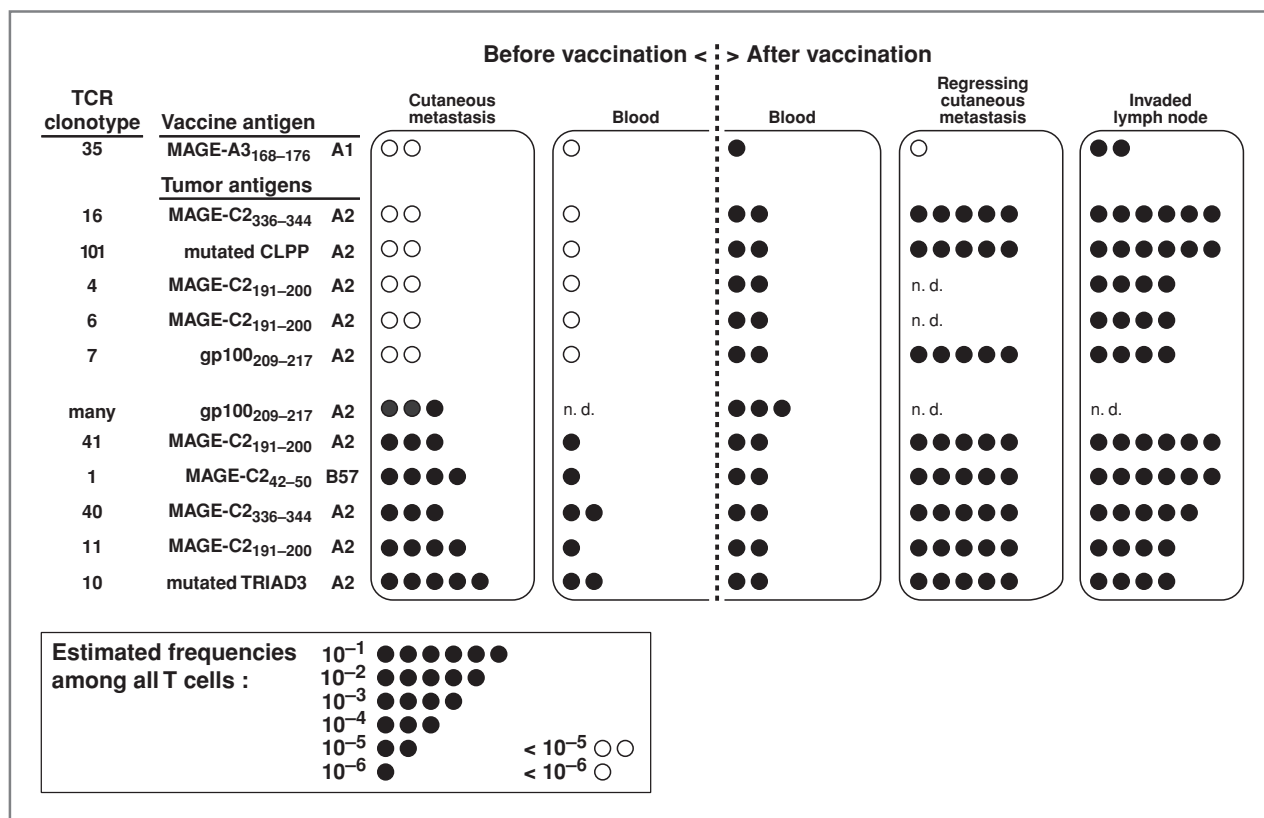 Before vaccination < > After vaccination
TCR clonotype Vaccine antigen Cutaneous metastasis Blood Blood Regressing cutaneous metastasis Invaded lymph node
35 MAGE-A3168–176 A1
Tumor antigens
16 MAGE-C2336–344 A2
101 mutated CLPP A2
4 MAGE-C2191–200 A2 n. d.
6 MAGE-C2191–200 A2 n. d.
7 gp100209–217 A2
many gp100209–217 A2 n. d. n. d. n. d.
41 MAGE-C2191–200 A2
1 MAGE-C242–50 B57
40 MAGE-C2336–344 A2
11 MAGE-C2191–200 A2
10 mutated TRIAD3 A2
Estimated frequencies 10–1
among all T cells : 10–2
10–3
10–4
10–5 < 10–5
10–6 < 10–6